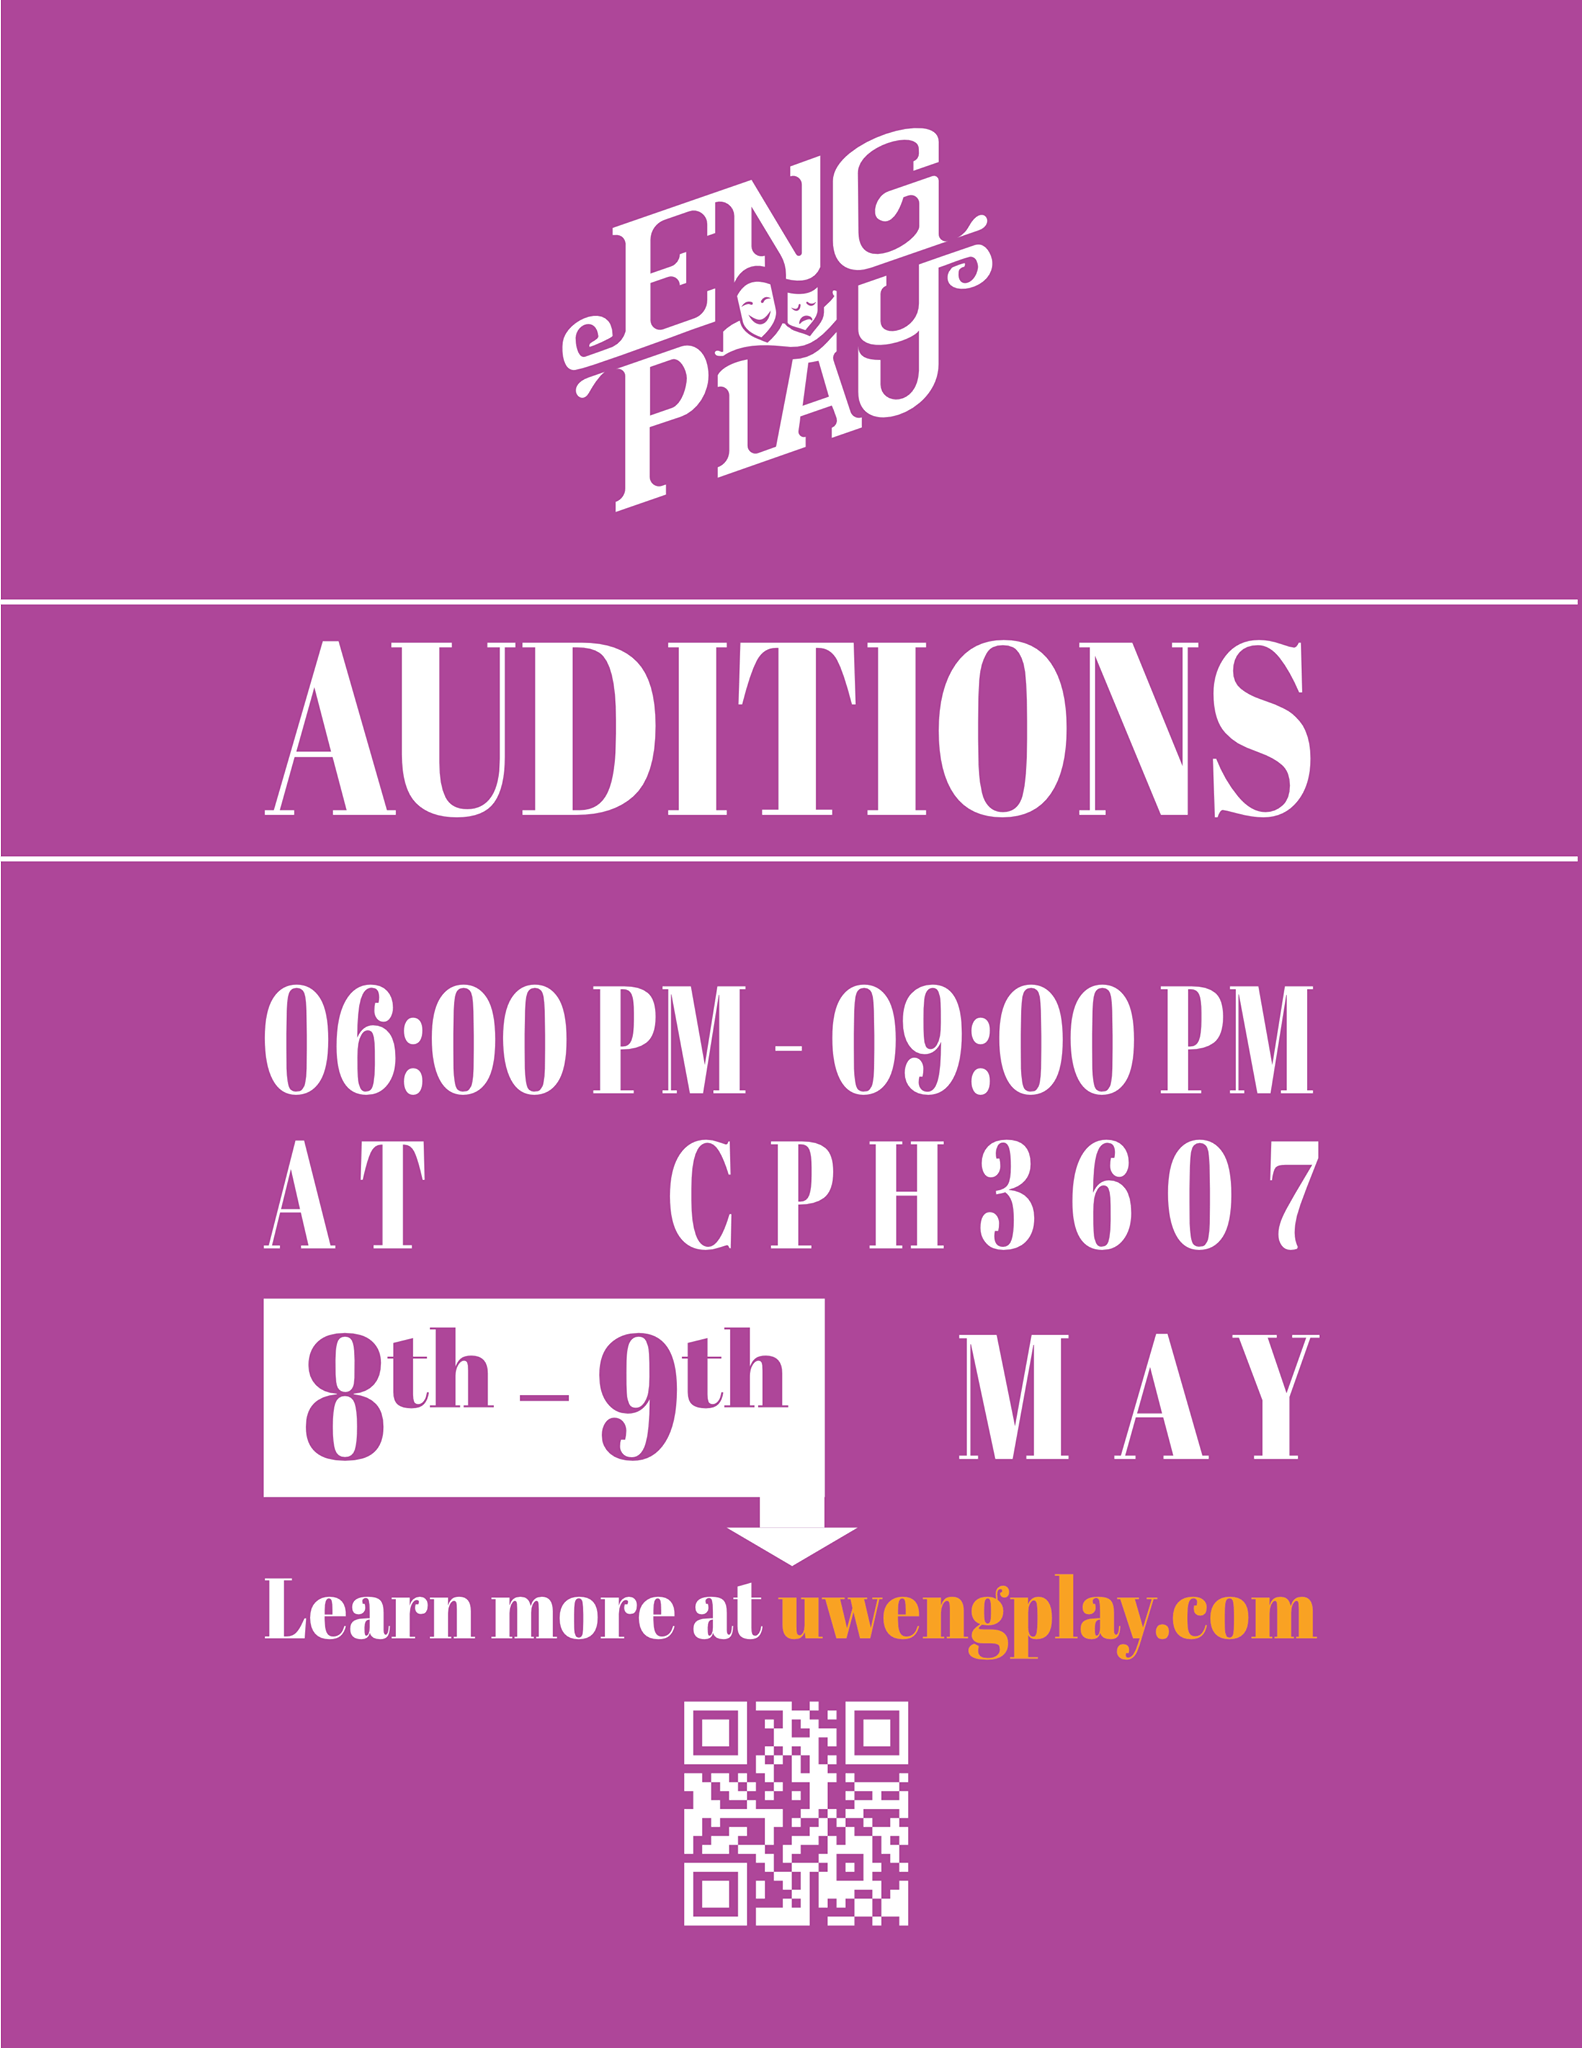 ENG
PLAY
AUDITIONS
06:00 PM - 09:00 PM
AT CPH3607
8th - 9th MAY
Learn more at uwengplay.com